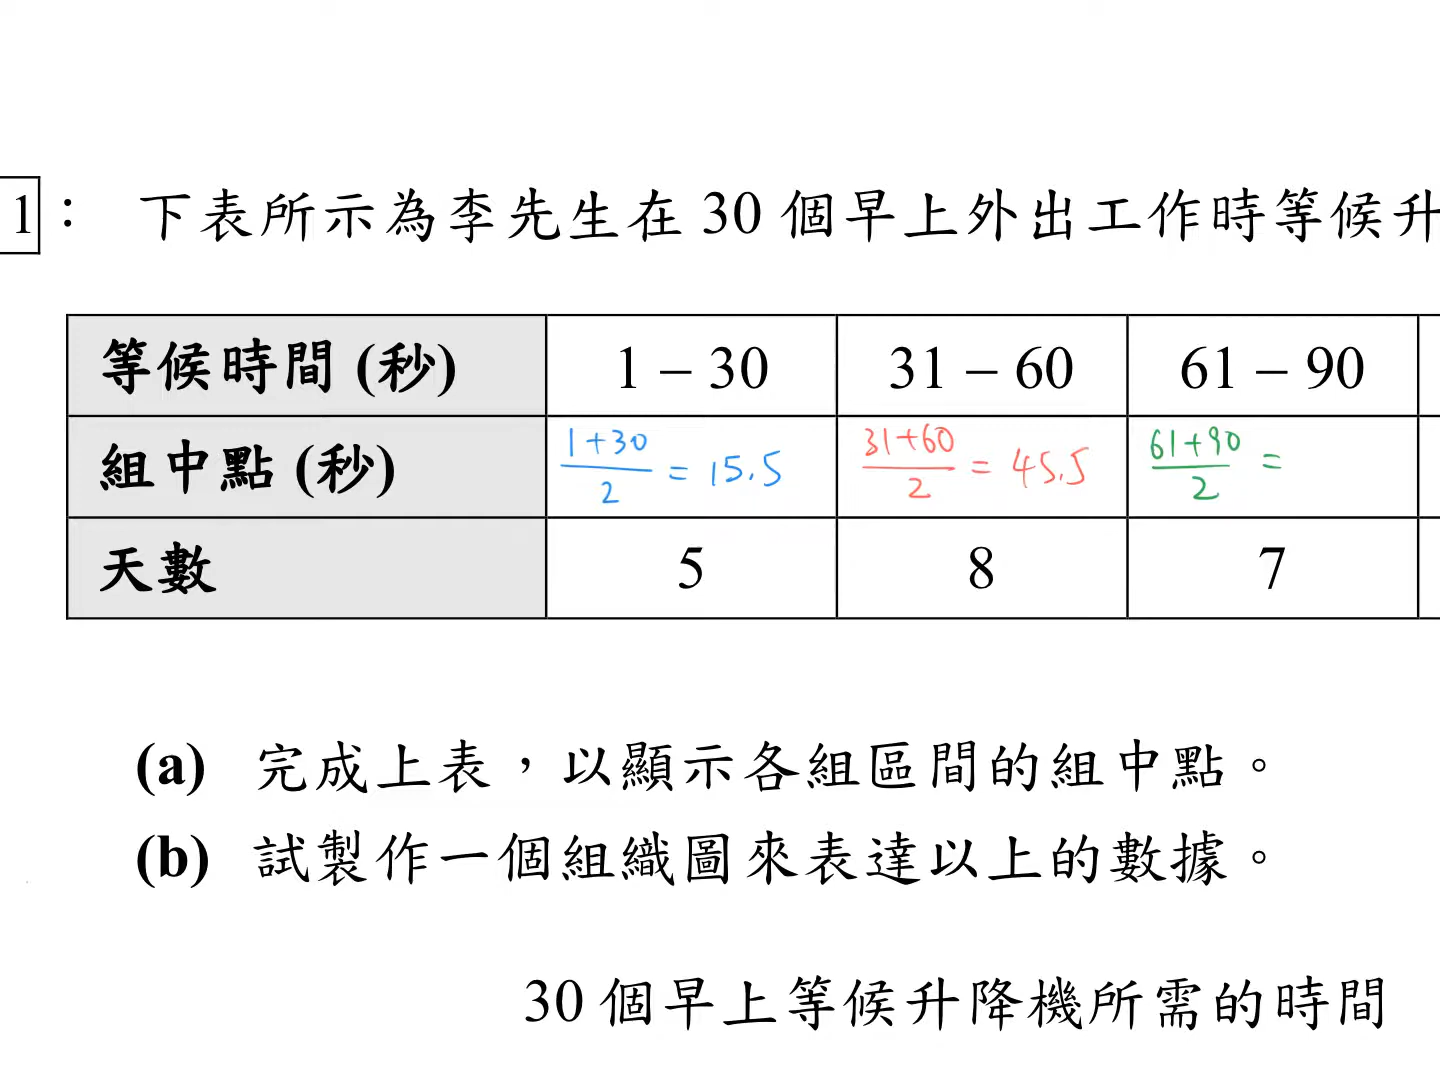 1 : 下表所示為李先生在 30 個早上外出工作時等候升
等候時間 (秒) 1 – 30 31 – 60 61 – 90
組中點 (秒) (1+30)/2 = 15.5 (31+60)/2 = 45.5 (61+90)/2 =
天數 5 8 7
(a) 完成上表，以顯示各組區間的組中點。
(b) 試製作一個組織圖來表達以上的數據。
30 個早上等候升降機所需的時間